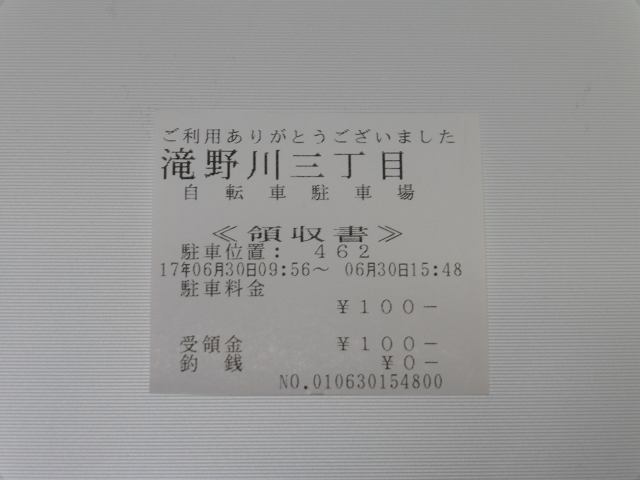 ご利用ありがとうございました
滝野川三丁目
自転車駐車場
≪領収書≫
駐車位置： ４６２
17年06月30日09:56～ 06月30日15:48
駐車料金
￥１００－
受領金 ￥１００－
釣 銭 ￥０－
NO.010630154800